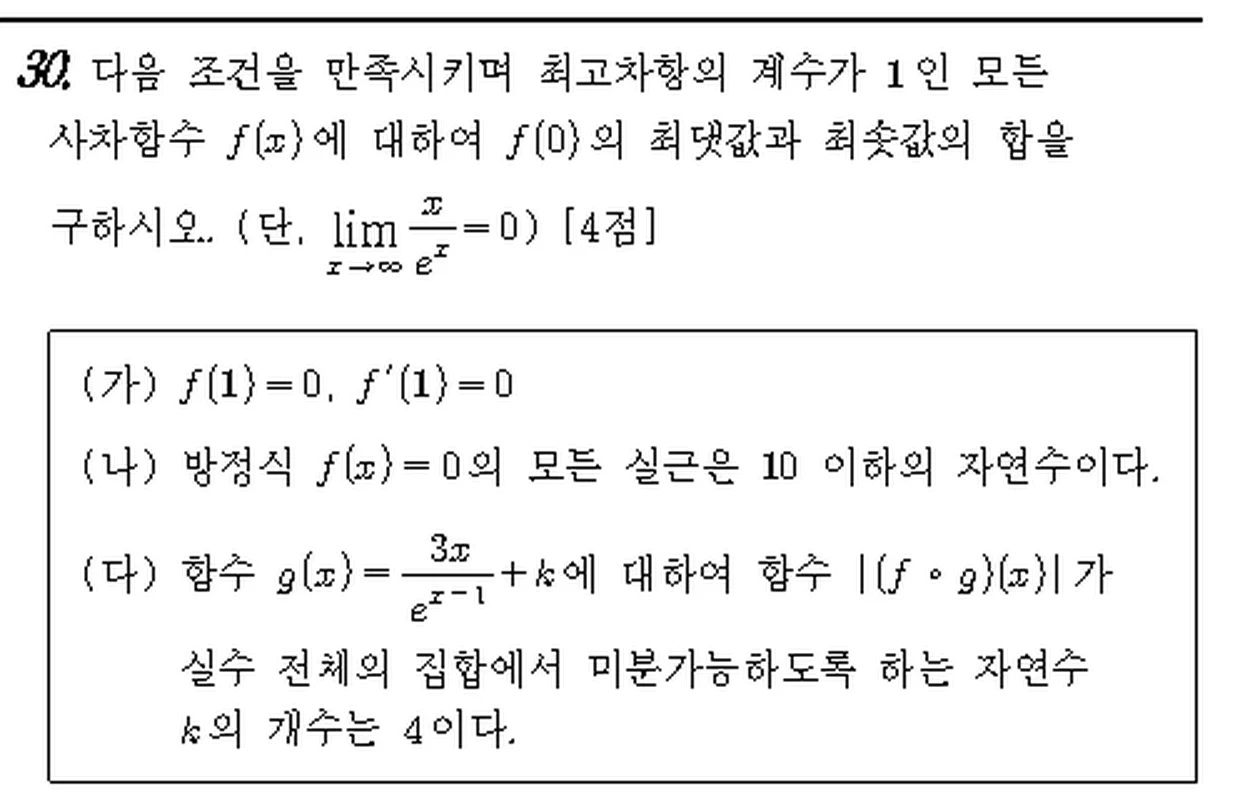 30. 다음 조건을 만족시키며 최고차항의 계수가 1인 모든
사차함수 f(x)에 대하여 f(0)의 최댓값과 최솟값의 합을
구하시오.. (단, lim_{x→∞} x/e^x = 0) [4점]
(가) f(1)=0, f′(1)=0
(나) 방정식 f(x)=0의 모든 실근은 10 이하의 자연수이다.
(다) 함수 g(x)= 3x/e^{x-1} + k에 대하여 함수 |(f∘g)(x)|가
실수 전체의 집합에서 미분가능하도록 하는 자연수
k의 개수는 4이다.